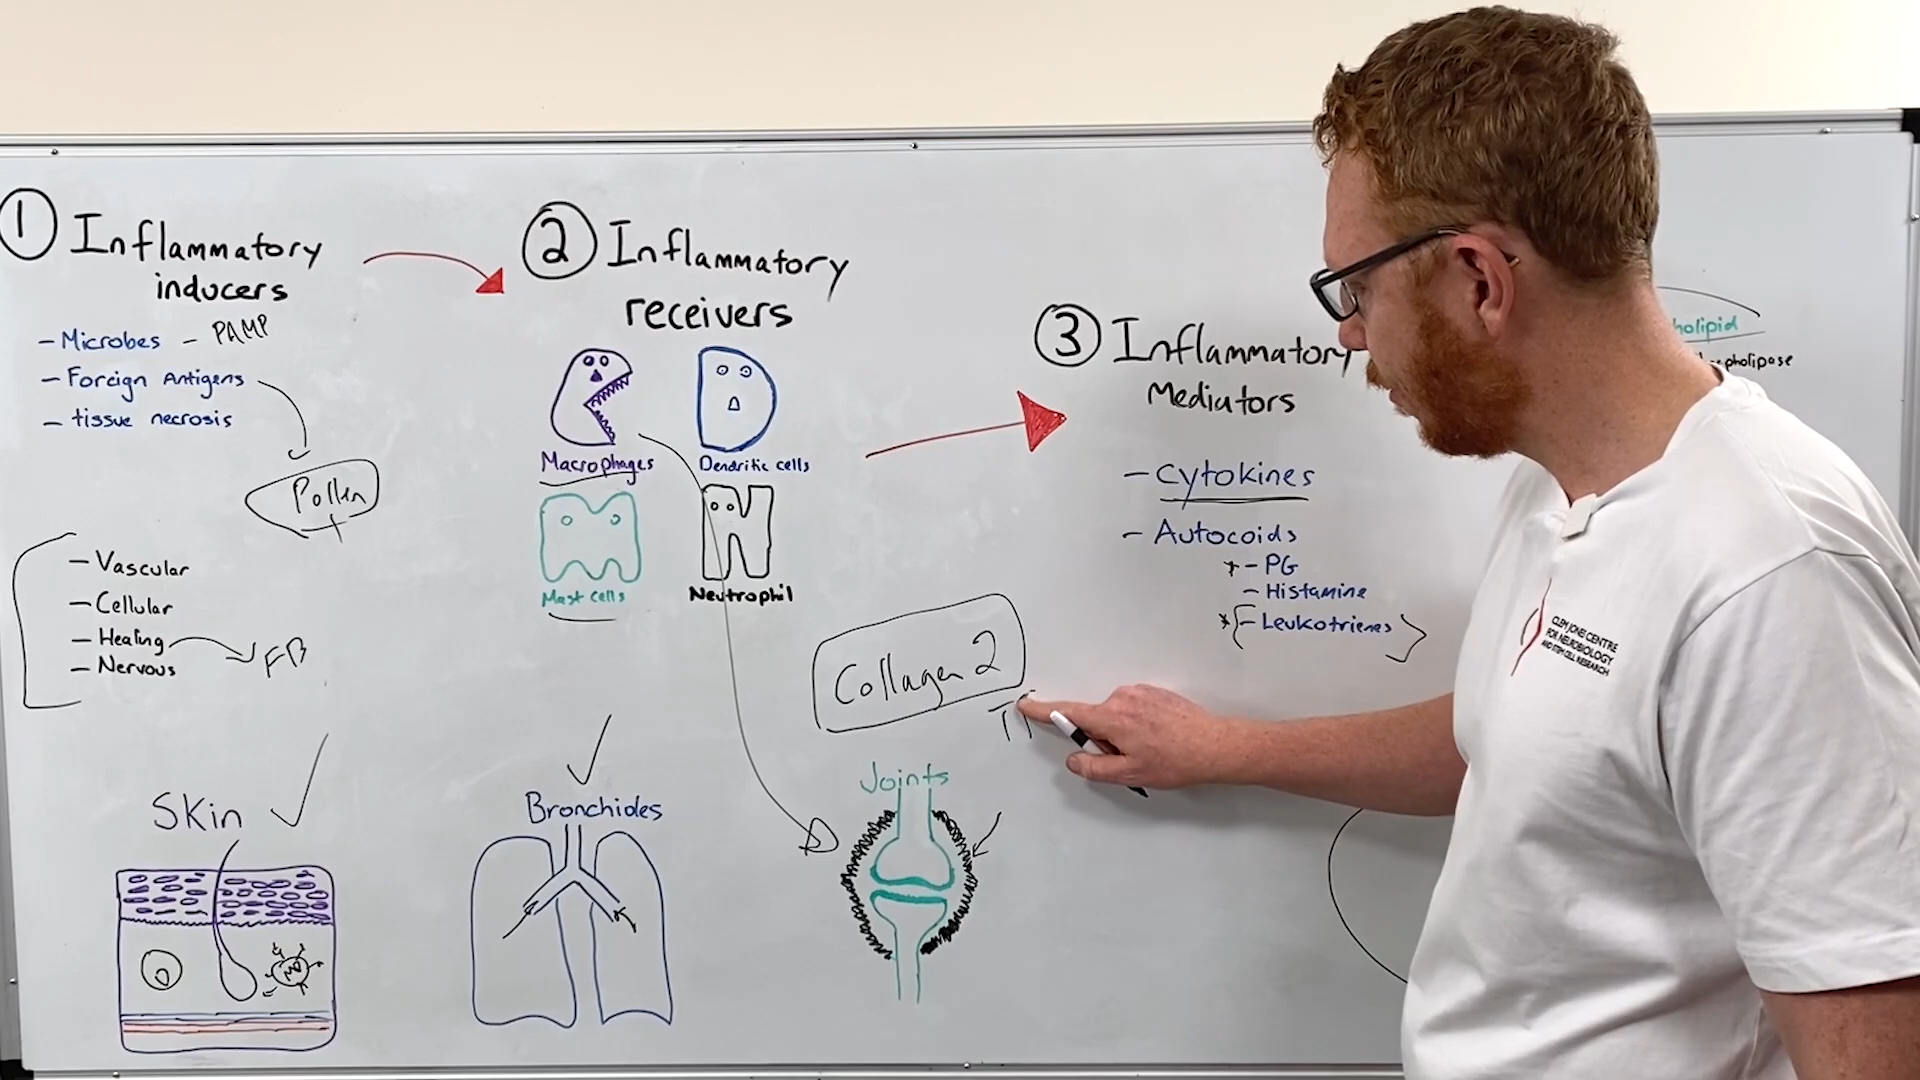 1 Inflammatory
inducers
- Microbes - PAMP
- Foreign Antigens
- tissue necrosis
Pollen
- Vascular
- Cellular
- Healing
- Nervous
FB
Skin
MØ
2 Inflammatory
receivers
Macrophages
Dendritic cells
Mast cells
Neutrophil
Bronchides
Collagen 2
Joints
3 Inflammatory
Mediators
- Cytokines
- Autocoids
- PG
- Histamine
- Leukotrienes
holipid
pholipase
CLEM JONES CENTRE
FOR NEUROBIOLOGY
AND STEM CELL RESEARCH